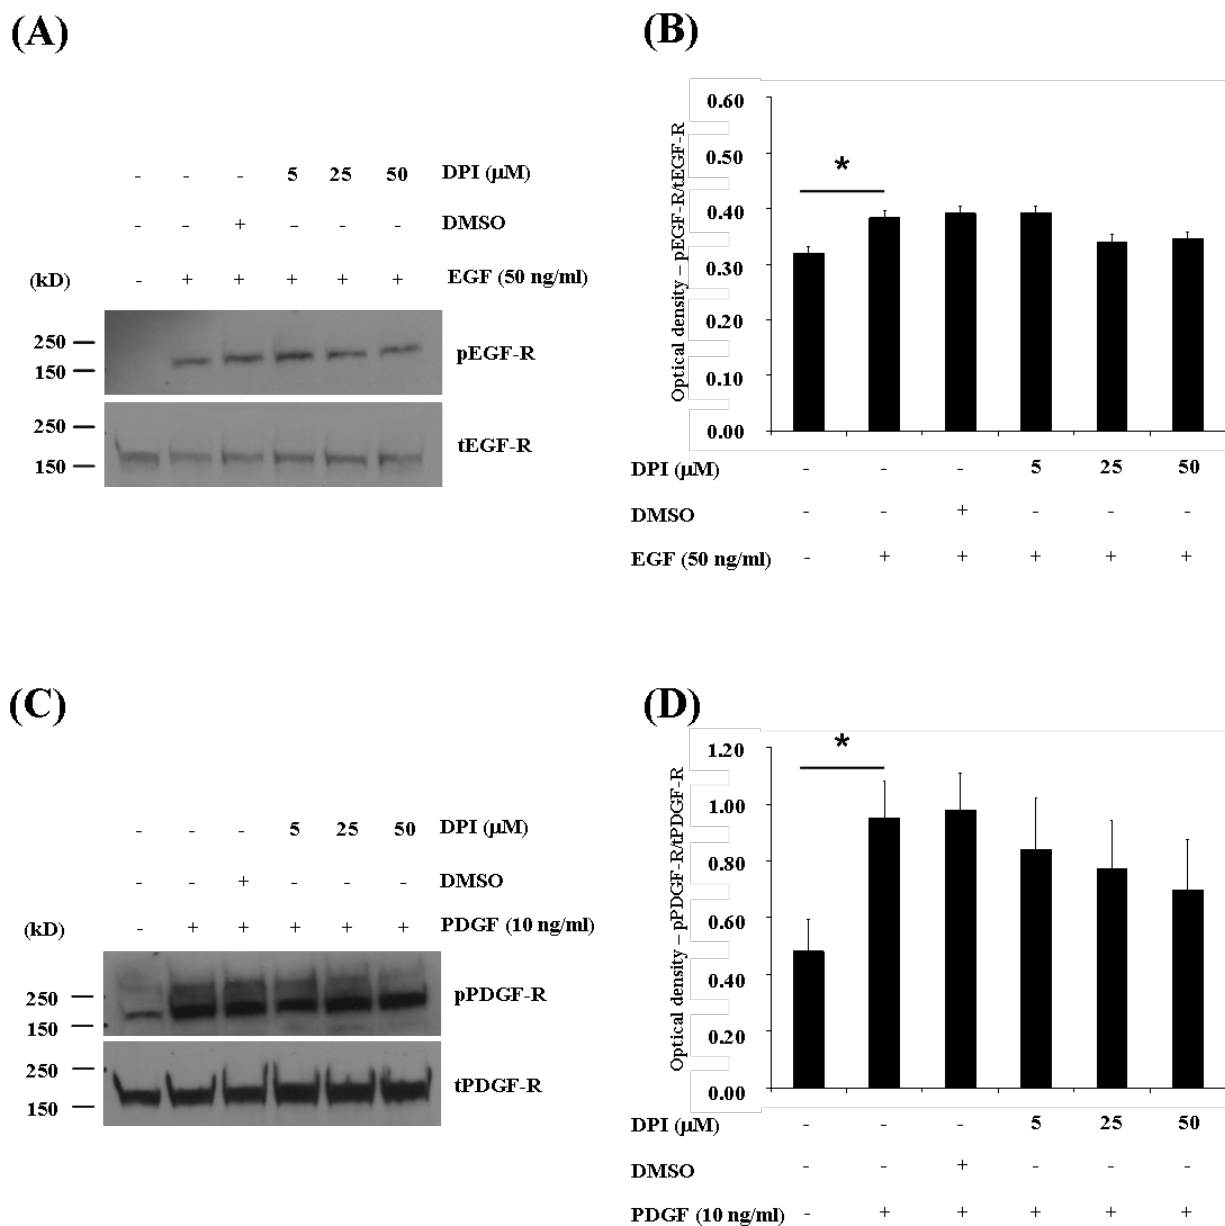 (A)
- - - 5 25 50 DPI (µM)
- - + - - - DMSO
(kD) - + + + + + EGF (50 ng/ml)
250
150
pEGF-R
250
150
tEGF-R
(B)
Optical density – pEGF-R/tEGF-R
0.60
0.50
*
0.40
0.30
0.20
0.10
0.00
DPI (µM) - - - 5 25 50
DMSO - - + - - -
EGF (50 ng/ml) - + + + + +
(C)
- - - 5 25 50 DPI (µM)
- - + - - - DMSO
(kD) - + + + + + PDGF (10 ng/ml)
250
150
pPDGF-R
250
150
tPDGF-R
(D)
Optical density – pPDGF-R/tPDGF-R
1.20
*
1.00
0.80
0.60
0.40
0.20
0.00
DPI (µM) - - - 5 25 50
DMSO - - + - - -
PDGF (10 ng/ml) - + + + + +